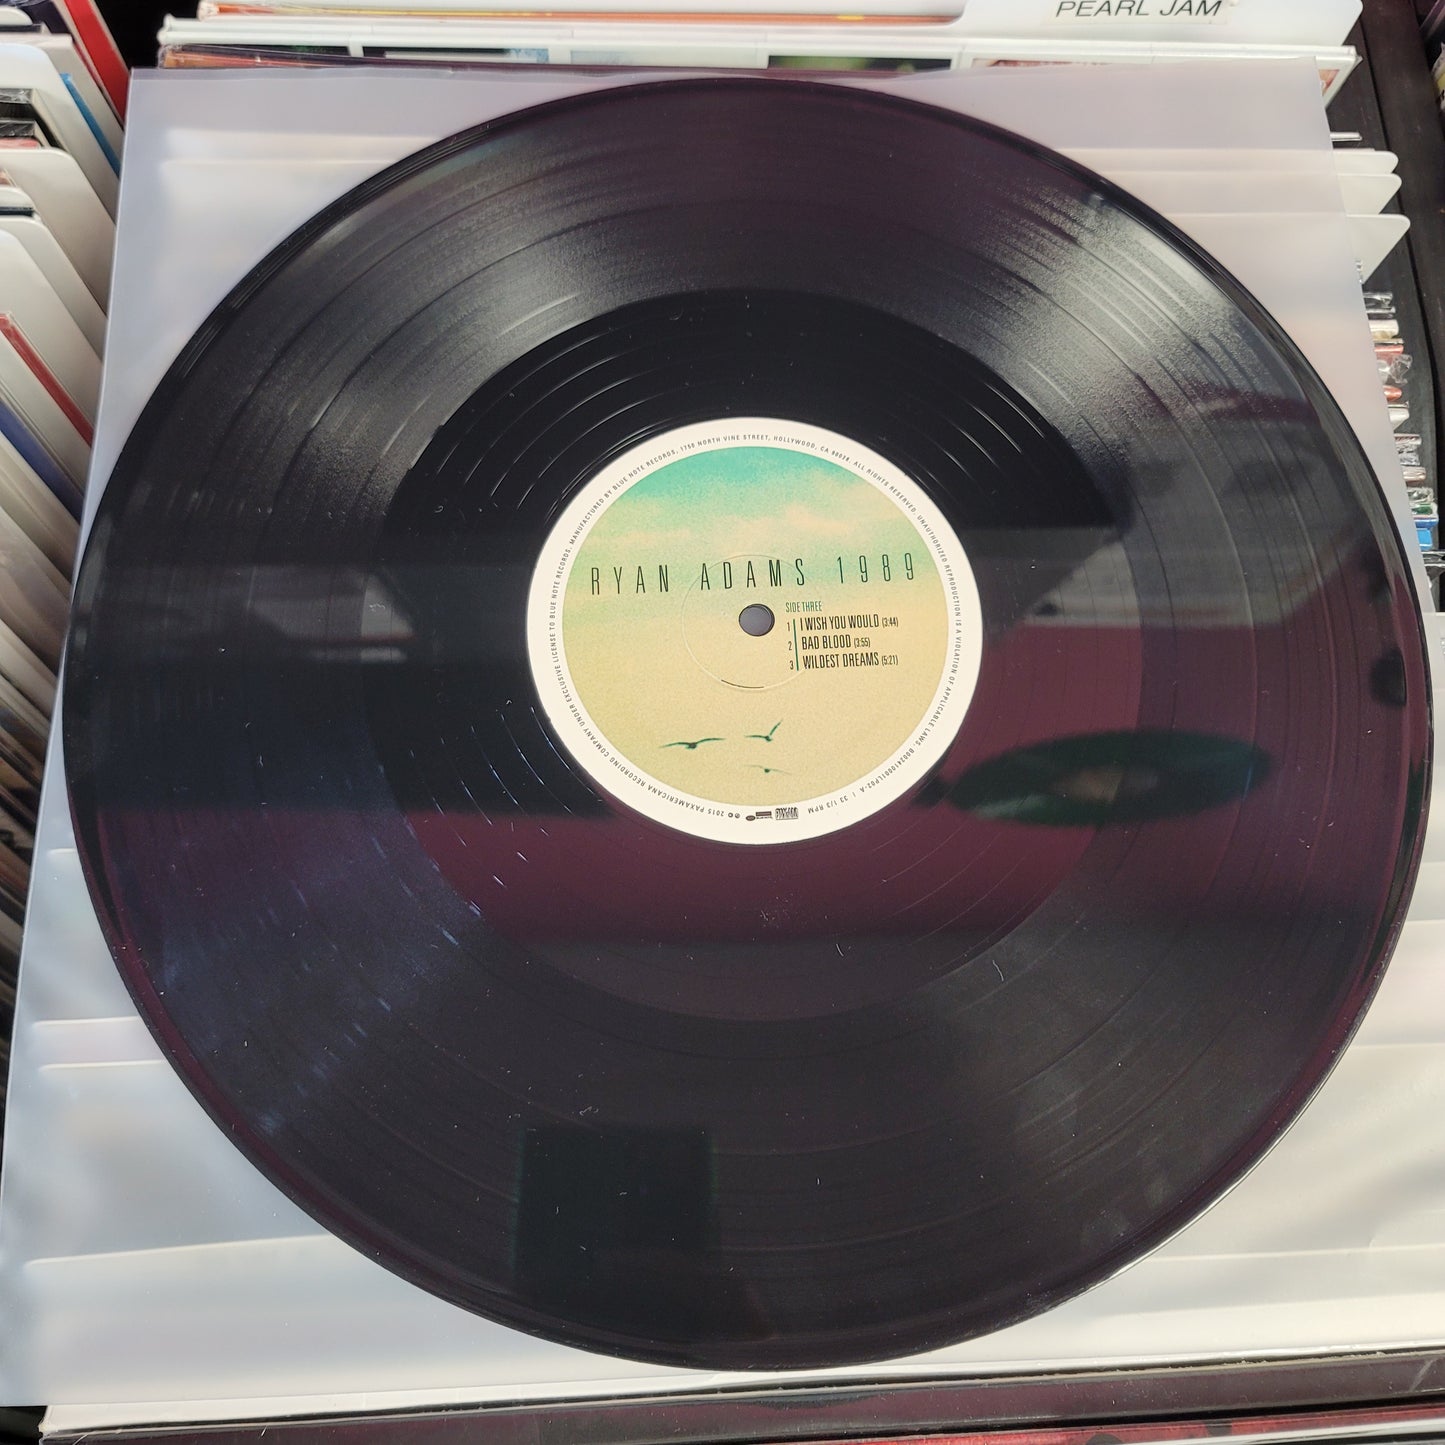 PEARL JAM
MANUFACTURED BY BLUE NOTE RECORDS, 1750 NORTH VINE STREET, HOLLYWOOD, CA 90028. ALL RIGHTS RESERVED. UNAUTHORIZED REPRODUCTION IS A VIOLATION OF APPLICABLE LAWS.
RYAN ADAMS 1989
SIDE THREE
1 I WISH YOU WOULD (3:44)
2 BAD BLOOD (3:55)
3 WILDEST DREAMS (5:21)
33 1/3 RPM
℗ © 2015 PAXAMERICANA RECORDING COMPANY UNDER EXCLUSIVE LICENSE TO BLUE NOTE RECORDS.